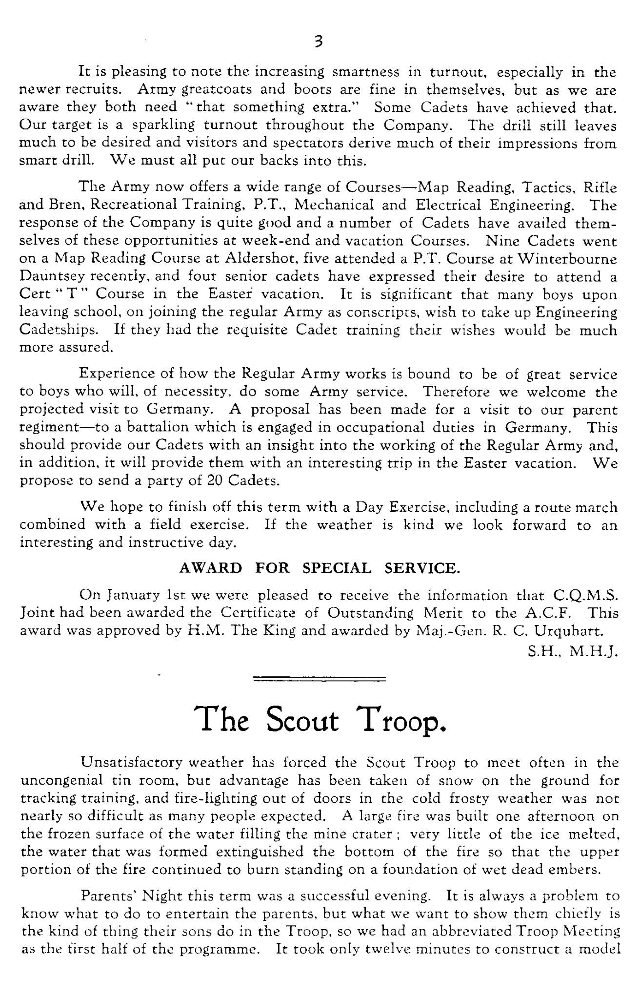 3
It is pleasing to note the increasing smartness in turnout, especially in the
newer recruits. Army greatcoats and boots are fine in themselves, but as we are
aware they both need “ that something extra.” Some Cadets have achieved that.
Our target is a sparkling turnout throughout the Company. The drill still leaves
much to be desired and visitors and spectators derive much of their impressions from
smart drill. We must all put our backs into this.
The Army now offers a wide range of Courses—Map Reading, Tactics, Rifle
and Bren, Recreational Training, P.T., Mechanical and Electrical Engineering. The
response of the Company is quite good and a number of Cadets have availed them-
selves of these opportunities at week-end and vacation Courses. Nine Cadets went
on a Map Reading Course at Aldershot, five attended a P.T. Course at Winterbourne
Dauntsey recently, and four senior cadets have expressed their desire to attend a
Cert “ T ” Course in the Easter vacation. It is significant that many boys upon
leaving school, on joining the regular Army as conscripts, wish to take up Engineering
Cadetships. If they had the requisite Cadet training their wishes would be much
more assured.
Experience of how the Regular Army works is bound to be of great service
to boys who will, of necessity, do some Army service. Therefore we welcome the
projected visit to Germany. A proposal has been made for a visit to our parent
regiment—to a battalion which is engaged in occupational duties in Germany. This
should provide our Cadets with an insight into the working of the Regular Army and,
in addition, it will provide them with an interesting trip in the Easter vacation. We
propose to send a party of 20 Cadets.
We hope to finish off this term with a Day Exercise, including a route march
combined with a field exercise. If the weather is kind we look forward to an
interesting and instructive day.
AWARD FOR SPECIAL SERVICE.
On January 1st we were pleased to receive the information that C.Q.M.S.
Joint had been awarded the Certificate of Outstanding Merit to the A.C.F. This
award was approved by H.M. The King and awarded by Maj.-Gen. R. C. Urquhart.
S.H., M.H.J.
The Scout Troop.
Unsatisfactory weather has forced the Scout Troop to meet often in the
uncongenial tin room, but advantage has been taken of snow on the ground for
tracking training, and fire-lighting out of doors in the cold frosty weather was not
nearly so difficult as many people expected. A large fire was built one afternoon on
the frozen surface of the water filling the mine crater ; very little of the ice melted,
the water that was formed extinguished the bottom of the fire so that the upper
portion of the fire continued to burn standing on a foundation of wet dead embers.
Parents’ Night this term was a successful evening. It is always a problem to
know what to do to entertain the parents, but what we want to show them chiefly is
the kind of thing their sons do in the Troop, so we had an abbreviated Troop Meeting
as the first half of the programme. It took only twelve minutes to construct a model